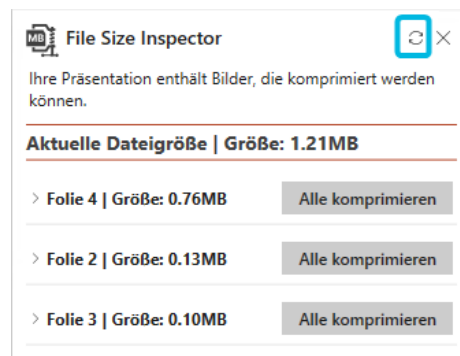 MB File Size Inspector
Ihre Präsentation enthält Bilder, die komprimiert werden
können.
Aktuelle Dateigröße | Größe: 1.21MB
Folie 4 | Größe: 0.76MB Alle komprimieren
Folie 2 | Größe: 0.13MB Alle komprimieren
Folie 3 | Größe: 0.10MB Alle komprimieren